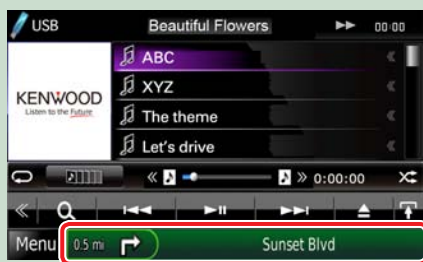 USB
Beautiful Flowers
00:00
ABC
KENWOOD
Listen to the Future
XYZ
The theme
Let's drive
0:00:00
Menu
0.5 mi
Sunset Blvd